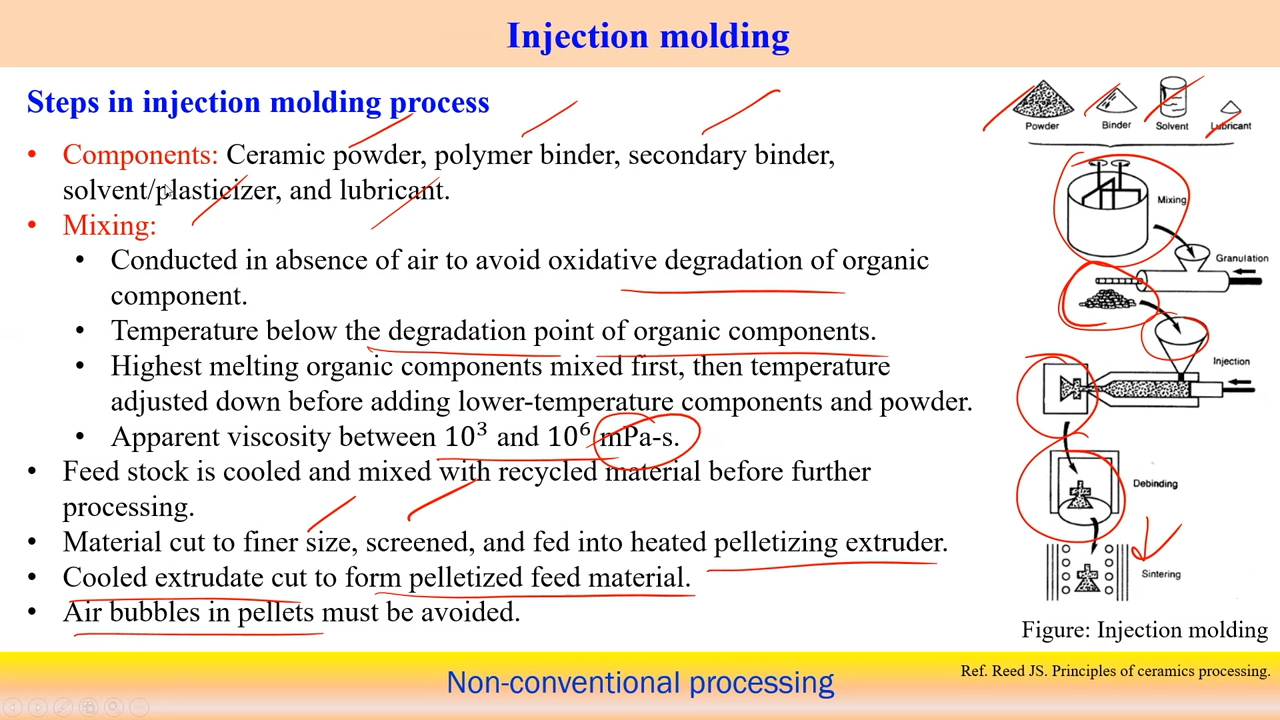 Injection molding
Steps in injection molding process
• Components: Ceramic powder, polymer binder, secondary binder,
solvent/plasticizer, and lubricant.
• Mixing:
• Conducted in absence of air to avoid oxidative degradation of organic
component.
• Temperature below the degradation point of organic components.
• Highest melting organic components mixed first, then temperature
adjusted down before adding lower-temperature components and powder.
• Apparent viscosity between 10³ and 10⁶ mPa-s.
• Feed stock is cooled and mixed with recycled material before further
processing.
• Material cut to finer size, screened, and fed into heated pelletizing extruder.
• Cooled extrudate cut to form pelletized feed material.
• Air bubbles in pellets must be avoided.
Powder
Binder
Solvent
Lubricant
Mixing
Granulation
Injection
Debinding
Sintering
Figure: Injection molding
Ref. Reed JS. Principles of ceramics processing.
Non-conventional processing